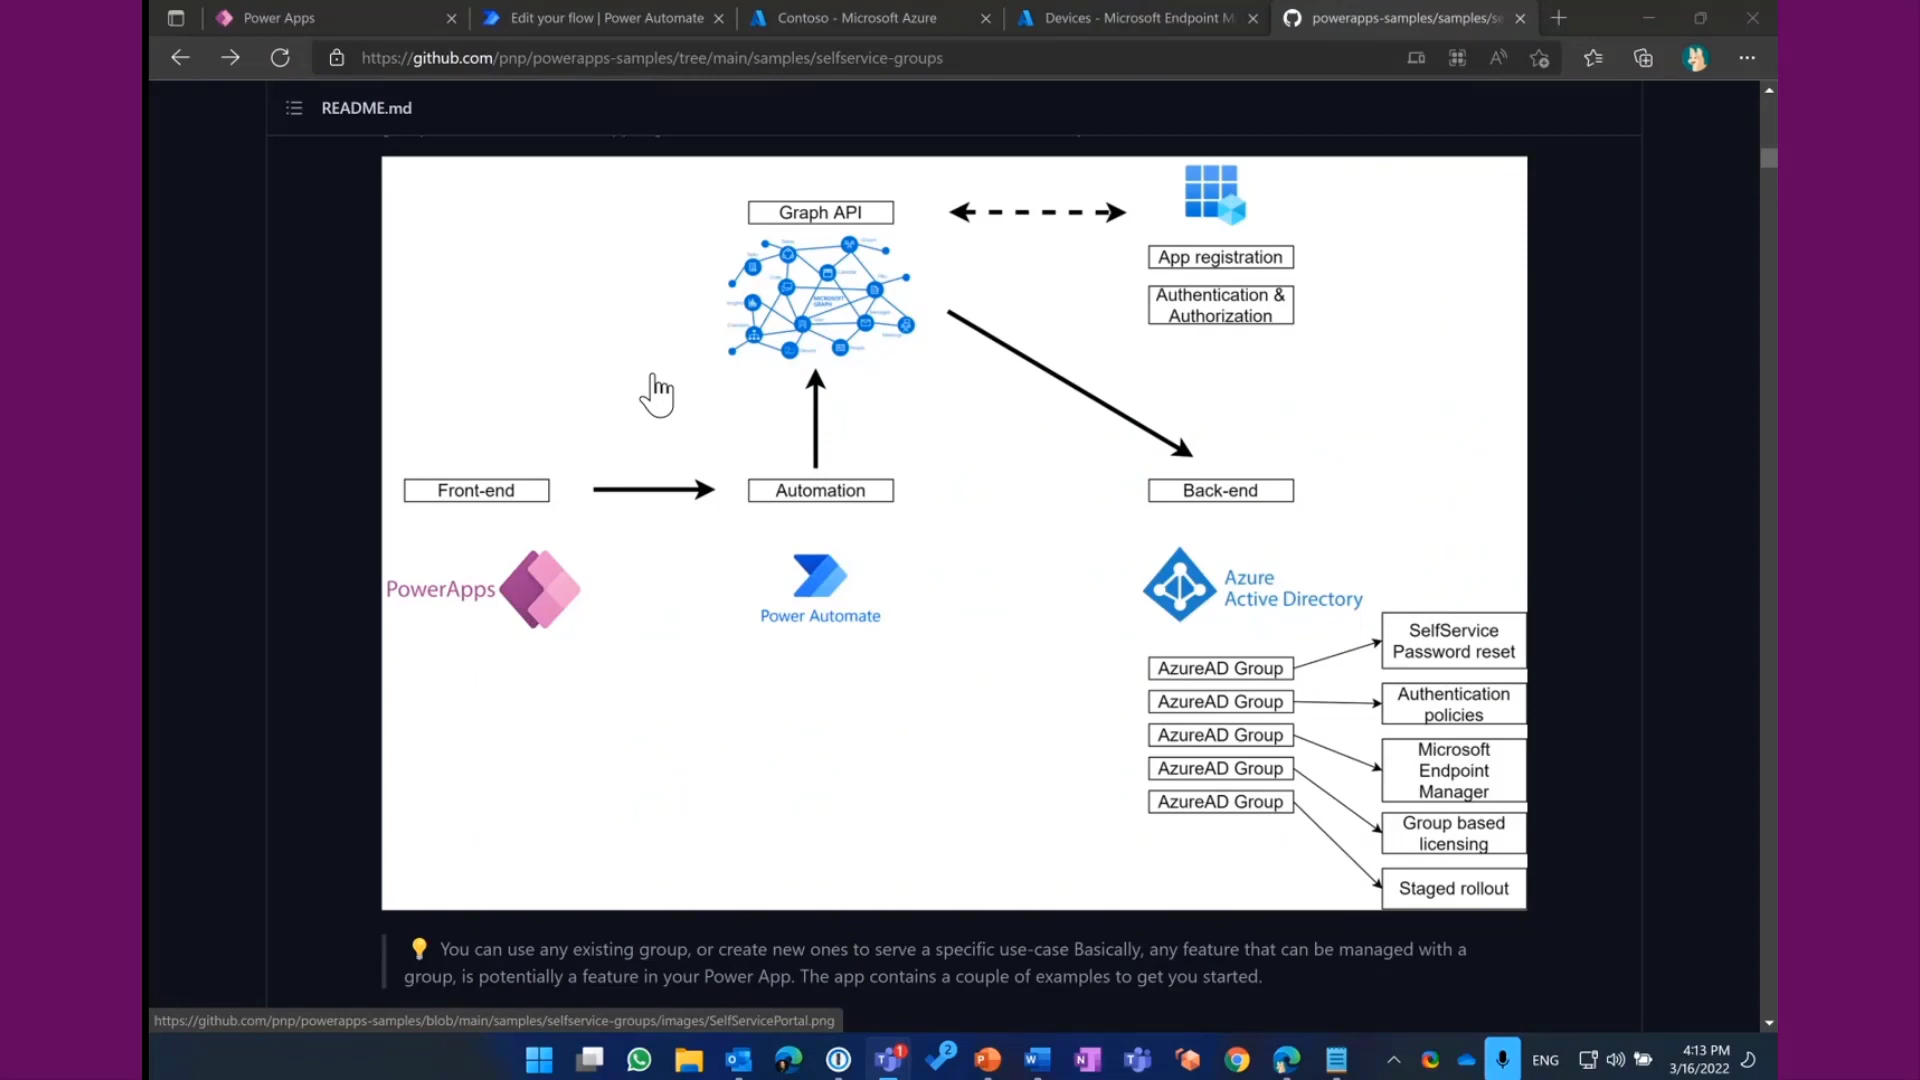 Power Apps
Edit your flow | Power Automate
Contoso - Microsoft Azure
Devices - Microsoft Endpoint M
powerapps-samples/samples/se
https://github.com/pnp/powerapps-samples/tree/main/samples/selfservice-groups
README.md
Graph API
App registration
Authentication &
Authorization
MICROSOFT
GRAPH
Front-end
Automation
Back-end
PowerApps
Power Automate
Azure
Active Directory
SelfService
Password reset
AzureAD Group
AzureAD Group
Authentication
policies
AzureAD Group
Microsoft
Endpoint
Manager
AzureAD Group
AzureAD Group
Group based
licensing
Staged rollout
You can use any existing group, or create new ones to serve a specific use-case Basically, any feature that can be managed with a
group, is potentially a feature in your Power App. The app contains a couple of examples to get you started.
https://github.com/pnp/powerapps-samples/blob/main/samples/selfservice-groups/images/SelfServicePortal.png
1
2
ENG
4:13 PM
3/16/2022